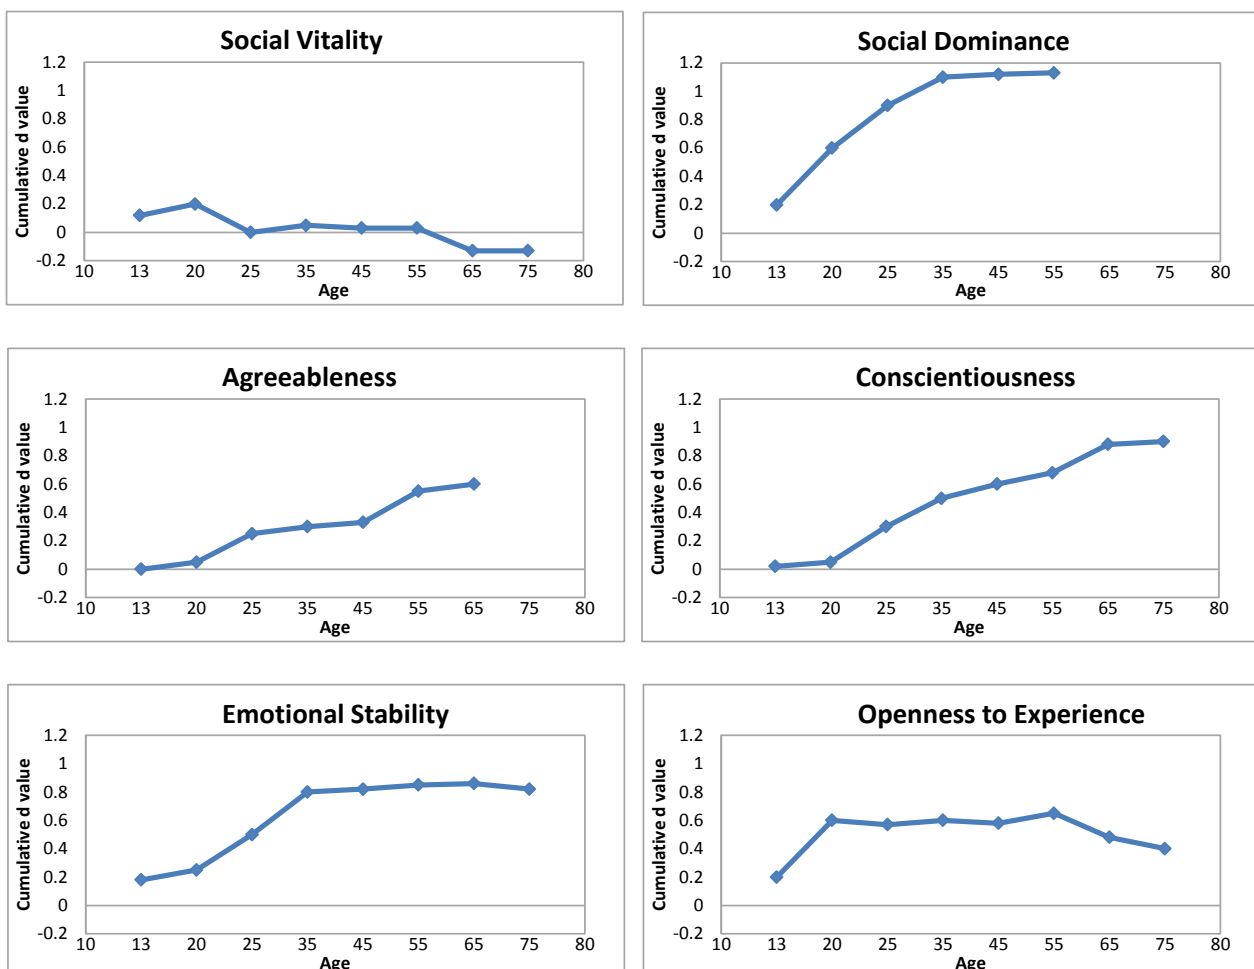 Social Vitality
Cumulative d value
1.2
1
0.8
0.6
0.4
0.2
0
-0.2
10 13 20 25 35 45 55 65 75 80
Age
Social Dominance
Cumulative d value
1.2
1
0.8
0.6
0.4
0.2
0
-0.2
10 13 20 25 35 45 55 65 75 80
Age
Agreeableness
Cumulative d value
1.2
1
0.8
0.6
0.4
0.2
0
-0.2
10 13 20 25 35 45 55 65 75 80
Age
Conscientiousness
Cumulative d value
1.2
1
0.8
0.6
0.4
0.2
0
-0.2
10 13 20 25 35 45 55 65 75 80
Age
Emotional Stability
Cumulative d value
1.2
1
0.8
0.6
0.4
0.2
0
-0.2
10 13 20 25 35 45 55 65 75 80
Age
Openness to Experience
Cumulative d value
1.2
1
0.8
0.6
0.4
0.2
0
-0.2
10 13 20 25 35 45 55 65 75 80
Age